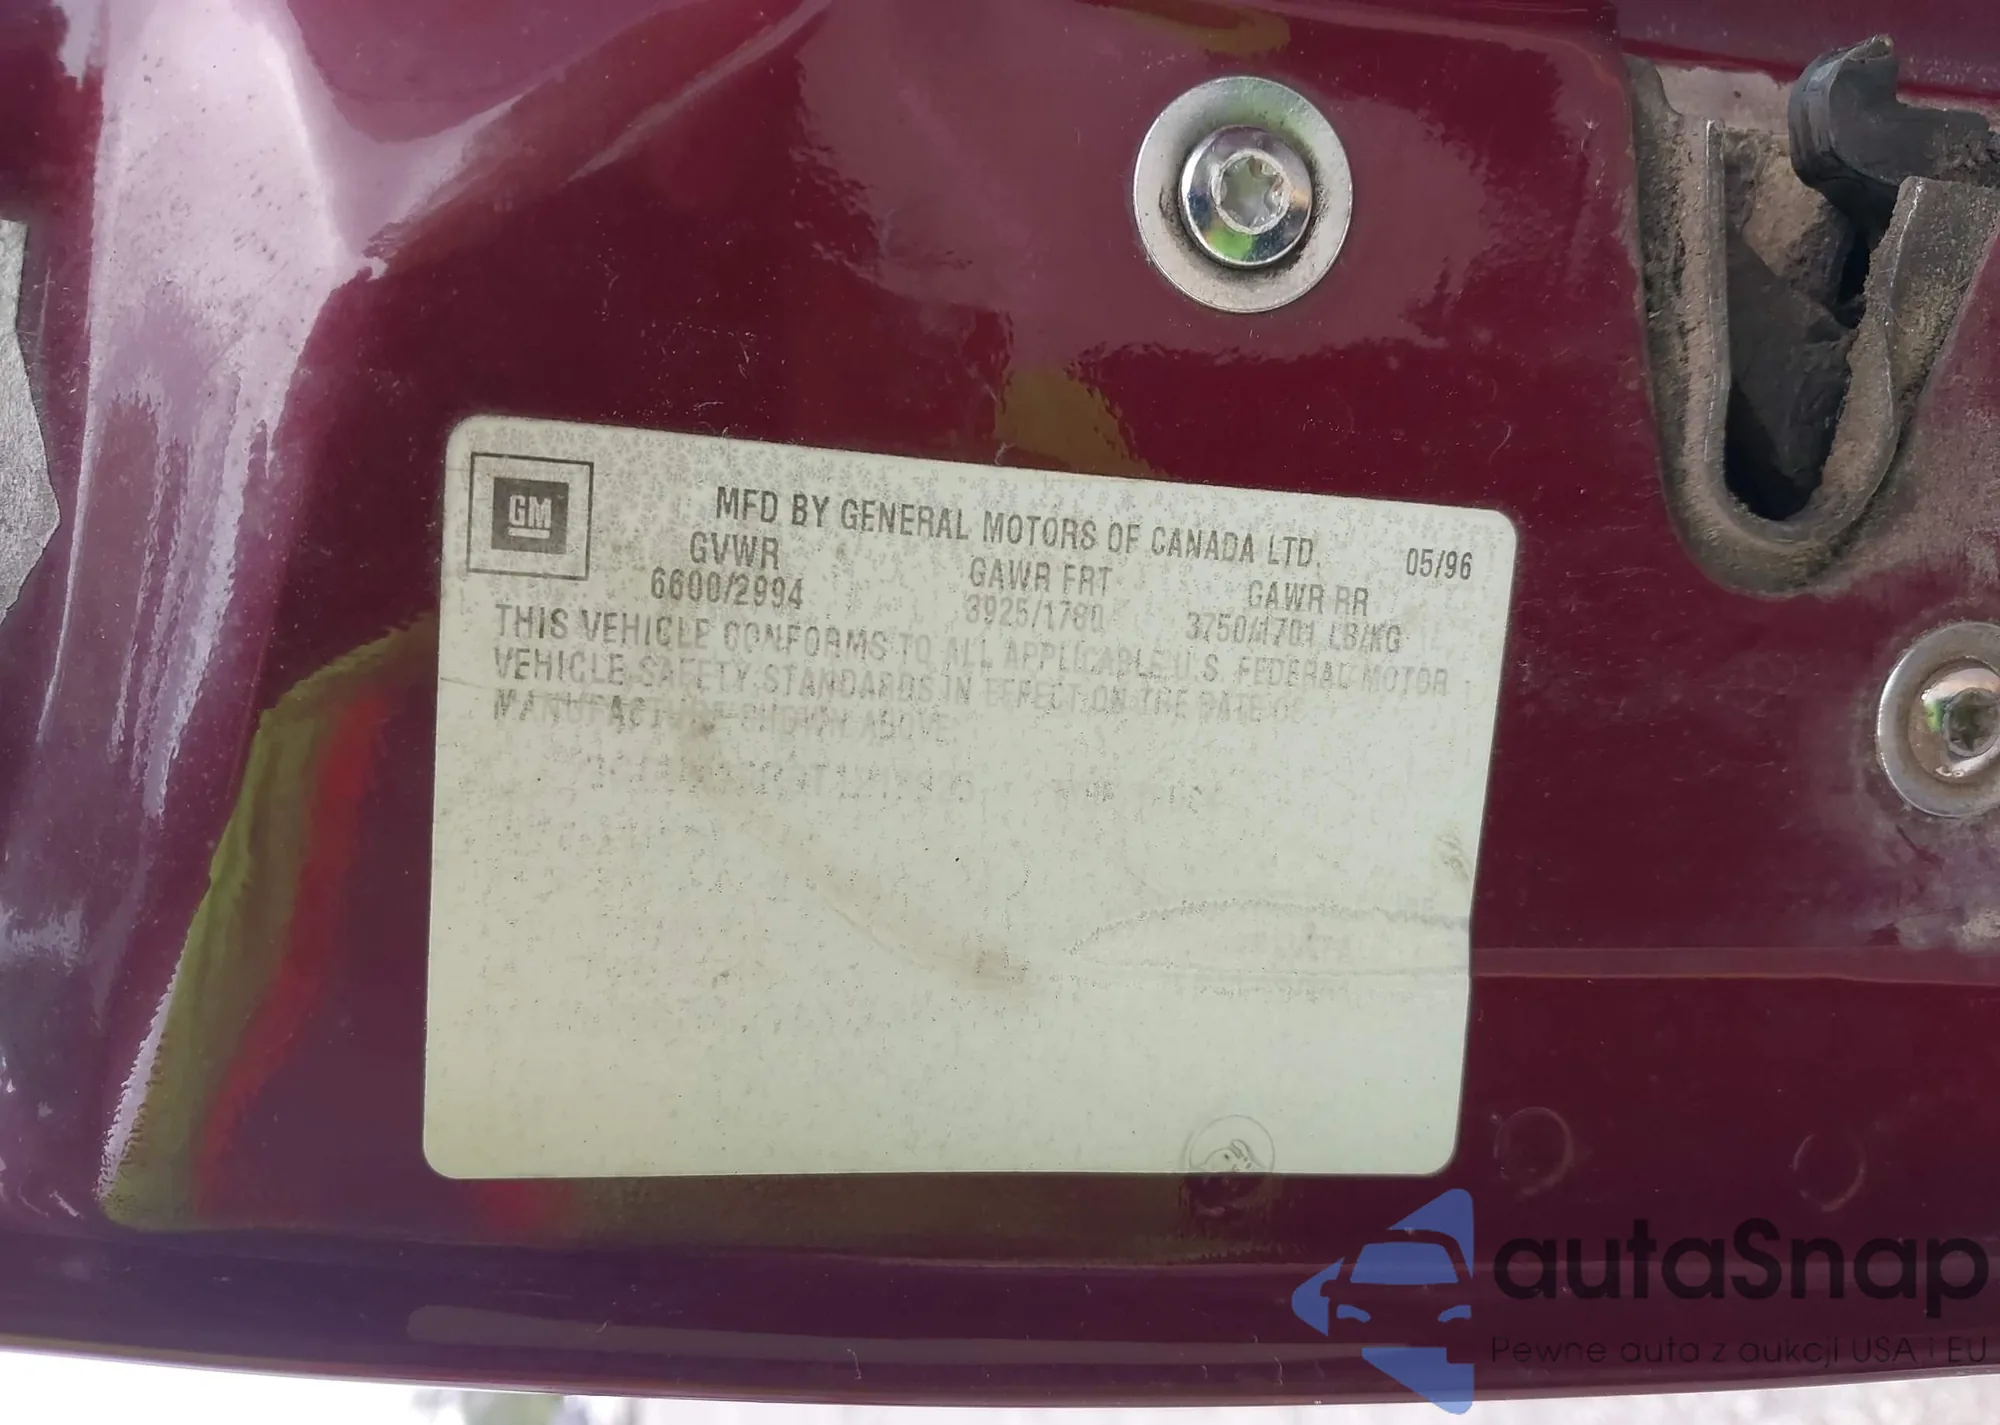 GM
MFD BY GENERAL MOTORS OF CANADA LTD. 05/96
GVWR GAWR FRT GAWR RR
6600/2994 3925/1780 3750/1701 LB/KG
THIS VEHICLE CONFORMS TO ALL APPLICABLE U.S. FEDERAL MOTOR
VEHICLE SAFETY STANDARDS IN EFFECT ON THE DATE OF
MANUFACTURE SHOWN ABOVE
autaSnap
Pewne auta z aukcji USA i EU